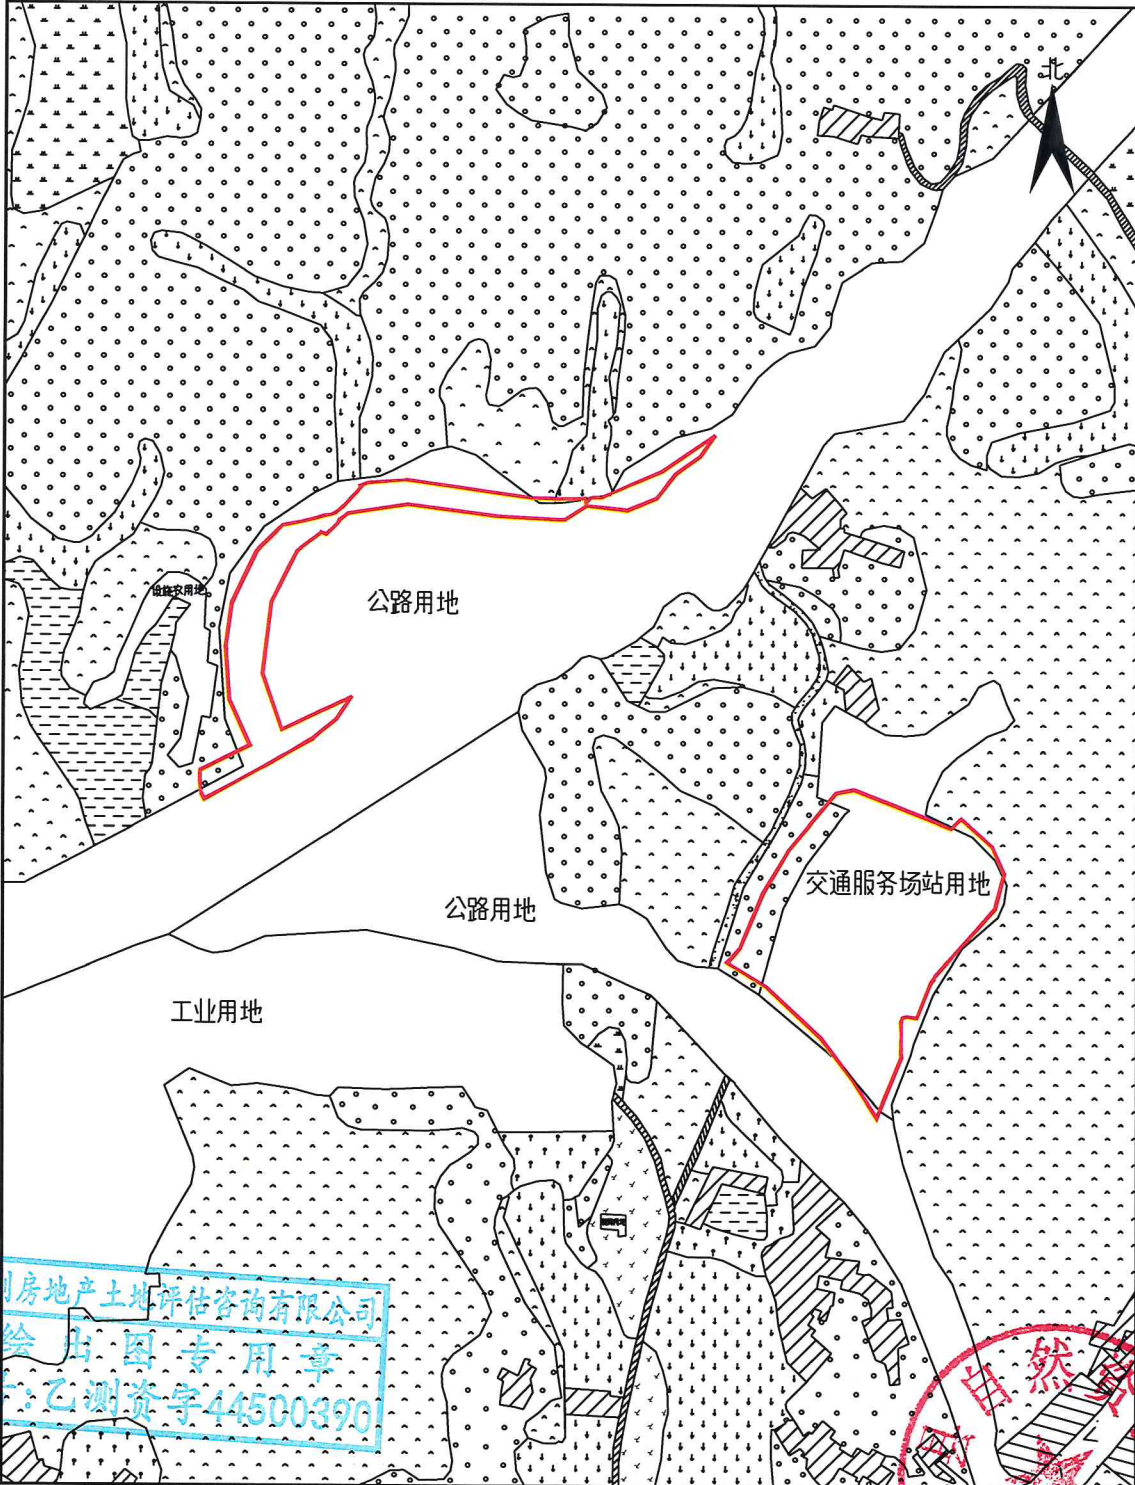 北
设施农用地
公路用地
交通服务场站用地
公路用地
工业用地
房地产土地评估咨询有限公司
绘出图专用章
:乙测资字44500390
自然资